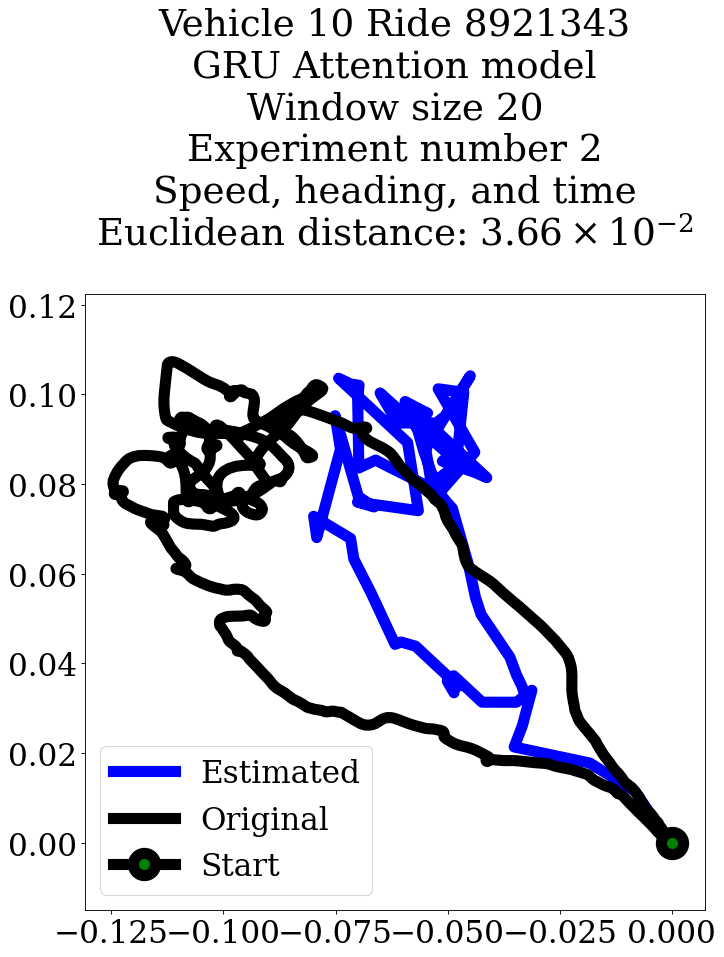 Vehicle 10 Ride 8921343
GRU Attention model
Window size 20
Experiment number 2
Speed, heading, and time
Euclidean distance: 3.66 × 10⁻²
0.12
0.10
0.08
0.06
0.04
0.02
0.00
Estimated
Original
Start
−0.125 −0.100 −0.075 −0.050 −0.025 0.000